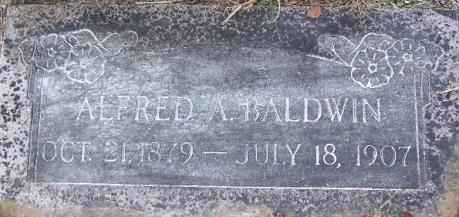 ALFRED A. BALDWIN
OCT. 21, 1879 — JULY 18, 1907